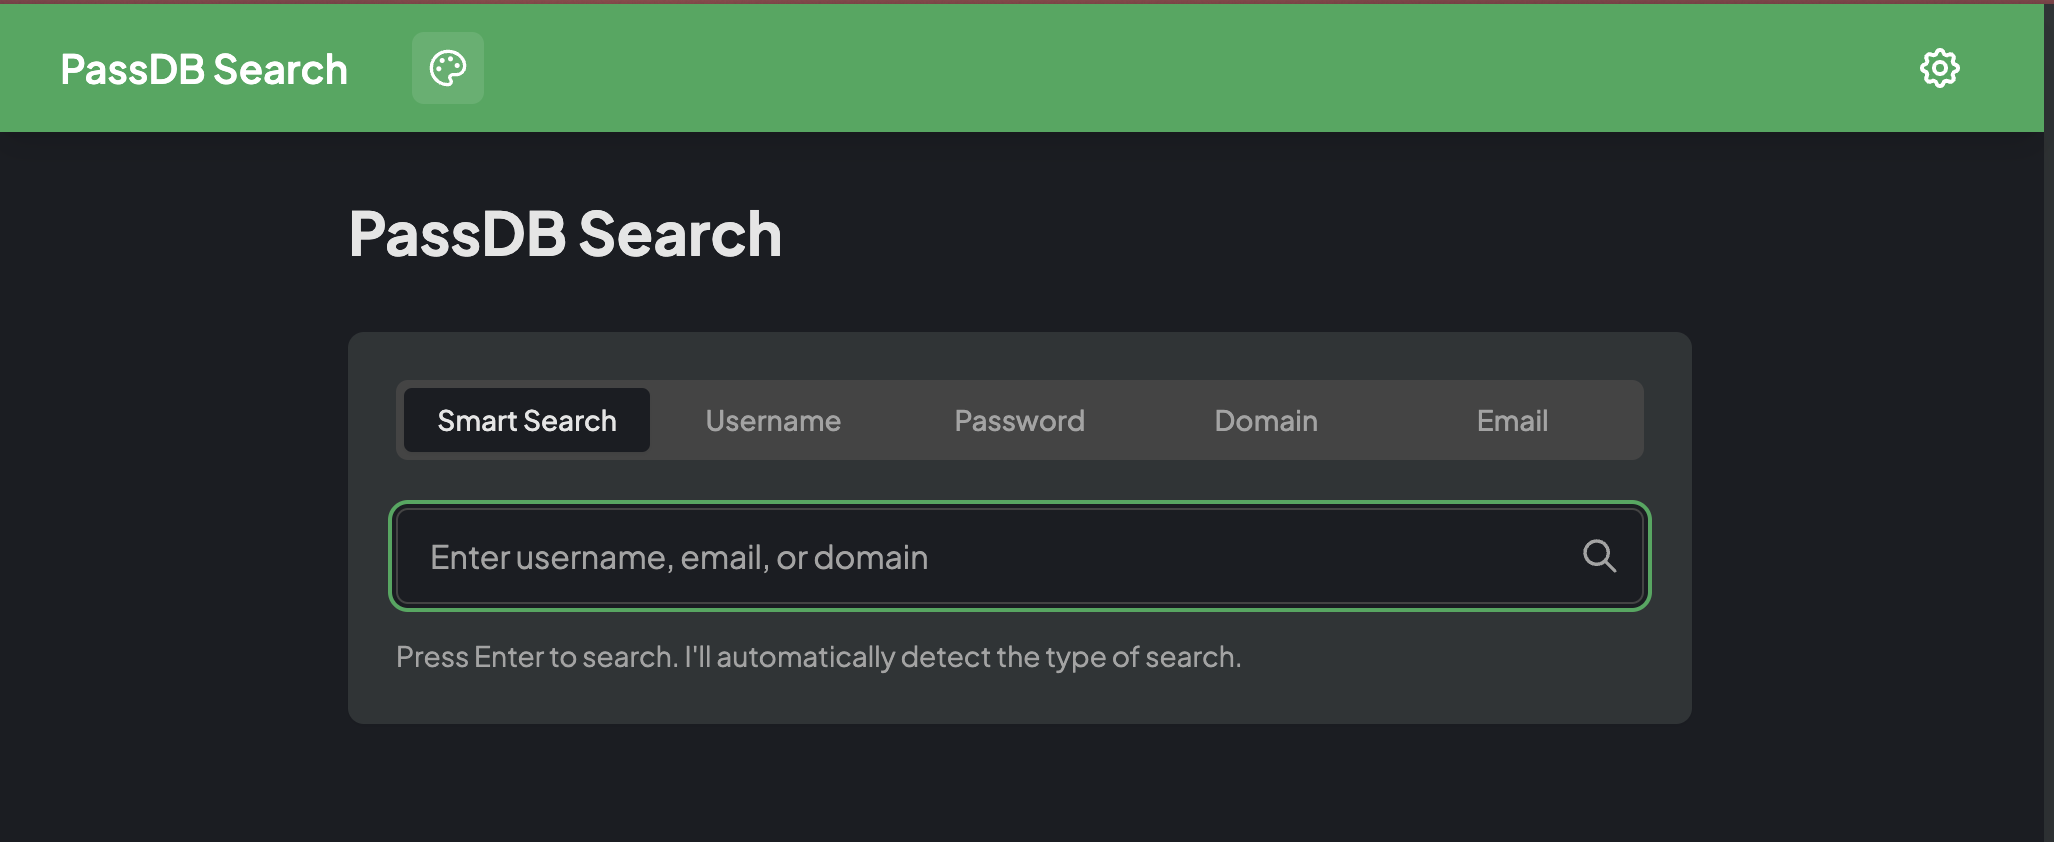 PassDB Search
PassDB Search
Smart Search Username Password Domain Email
Enter username, email, or domain
Press Enter to search. I'll automatically detect the type of search.